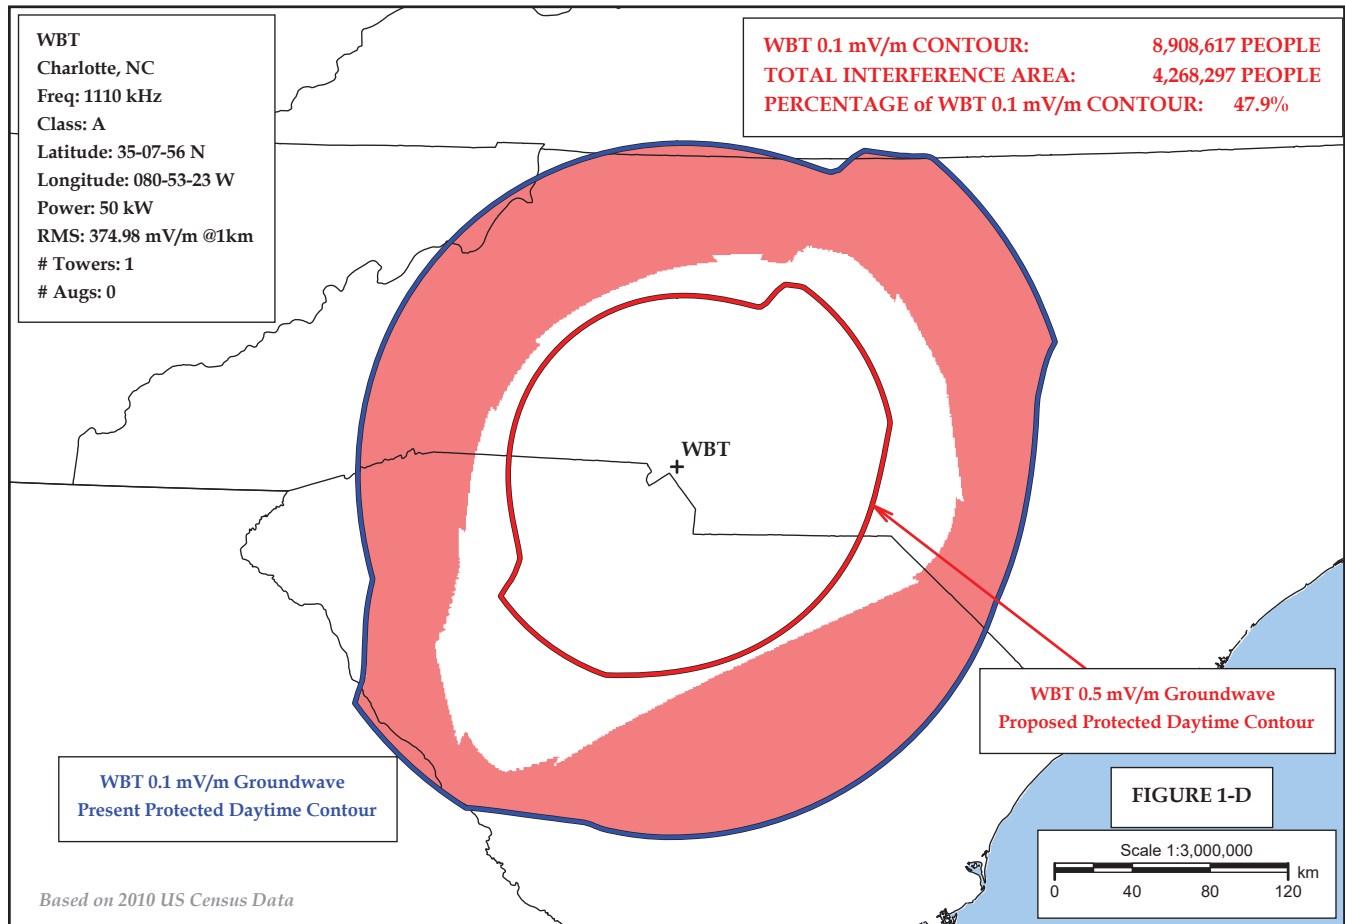 WBT
Charlotte, NC
Freq: 1110 kHz
Class: A
Latitude: 35-07-56 N
Longitude: 080-53-23 W
Power: 50 kW
RMS: 374.98 mV/m @1km
# Towers: 1
# Augs: 0
WBT 0.1 mV/m CONTOUR: 8,908,617 PEOPLE
TOTAL INTERFERENCE AREA: 4,268,297 PEOPLE
PERCENTAGE of WBT 0.1 mV/m CONTOUR: 47.9%
WBT
WBT 0.5 mV/m Groundwave
Proposed Protected Daytime Contour
WBT 0.1 mV/m Groundwave
Present Protected Daytime Contour
FIGURE 1-D
Scale 1:3,000,000
km
0 40 80 120
Based on 2010 US Census Data